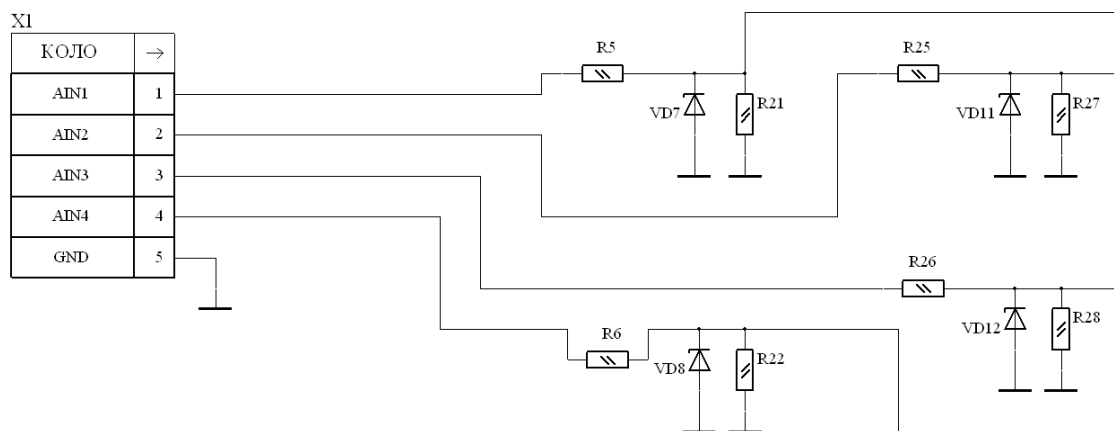 X1
КОЛО →
AIN1 1
AIN2 2
AIN3 3
AIN4 4
GND 5
R5
VD7
R21
R25
VD11
R27
R26
VD12
R28
R6
VD8
R22